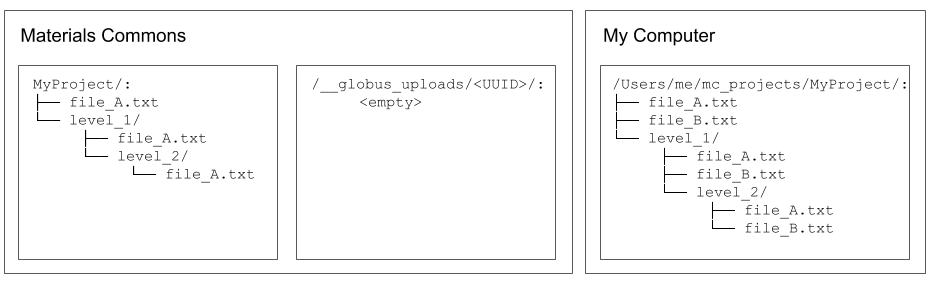 Materials Commons
MyProject/:
├── file_A.txt
└── level_1/
    ├── file_A.txt
    └── level_2/
        └── file_A.txt
/__globus_uploads/<UUID>/:
<empty>
My Computer
/Users/me/mc_projects/MyProject/:
├── file_A.txt
├── file_B.txt
└── level_1/
    ├── file_A.txt
    ├── file_B.txt
    └── level_2/
        ├── file_A.txt
        └── file_B.txt